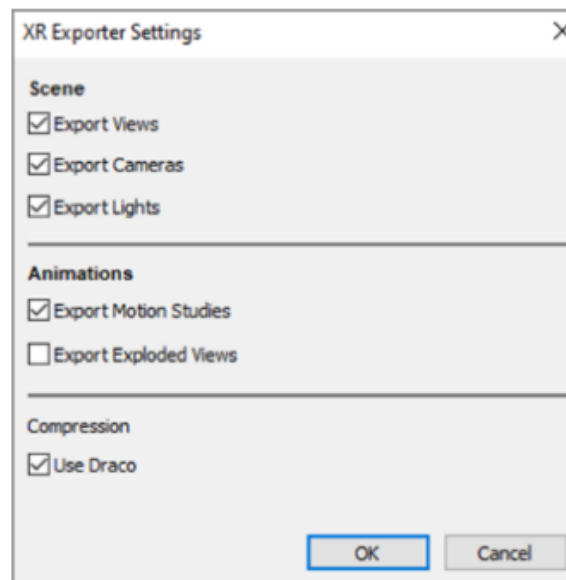 XR Exporter Settings
Scene
Export Views
Export Cameras
Export Lights
Animations
Export Motion Studies
Export Exploded Views
Compression
Use Draco
OK Cancel